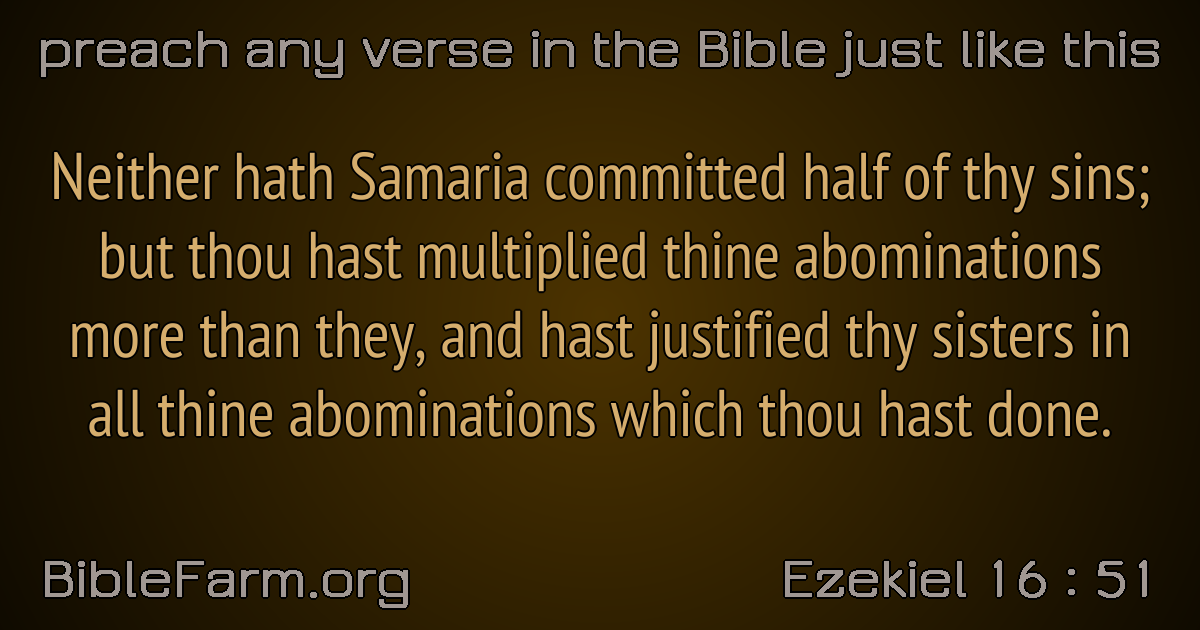 preach any verse in the Bible just like this
Neither hath Samaria committed half of thy sins;
but thou hast multiplied thine abominations
more than they, and hast justified thy sisters in
all thine abominations which thou hast done.
BibleFarm.org
Ezekiel 16 : 51